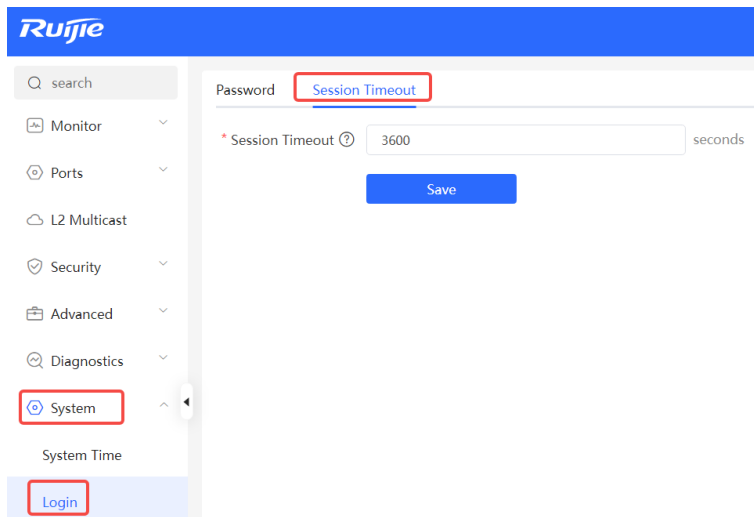 Ruijie
search
Monitor
Ports
L2 Multicast
Security
Advanced
Diagnostics
System
System Time
Login
Password Session Timeout
* Session Timeout ? 3600 seconds
Save